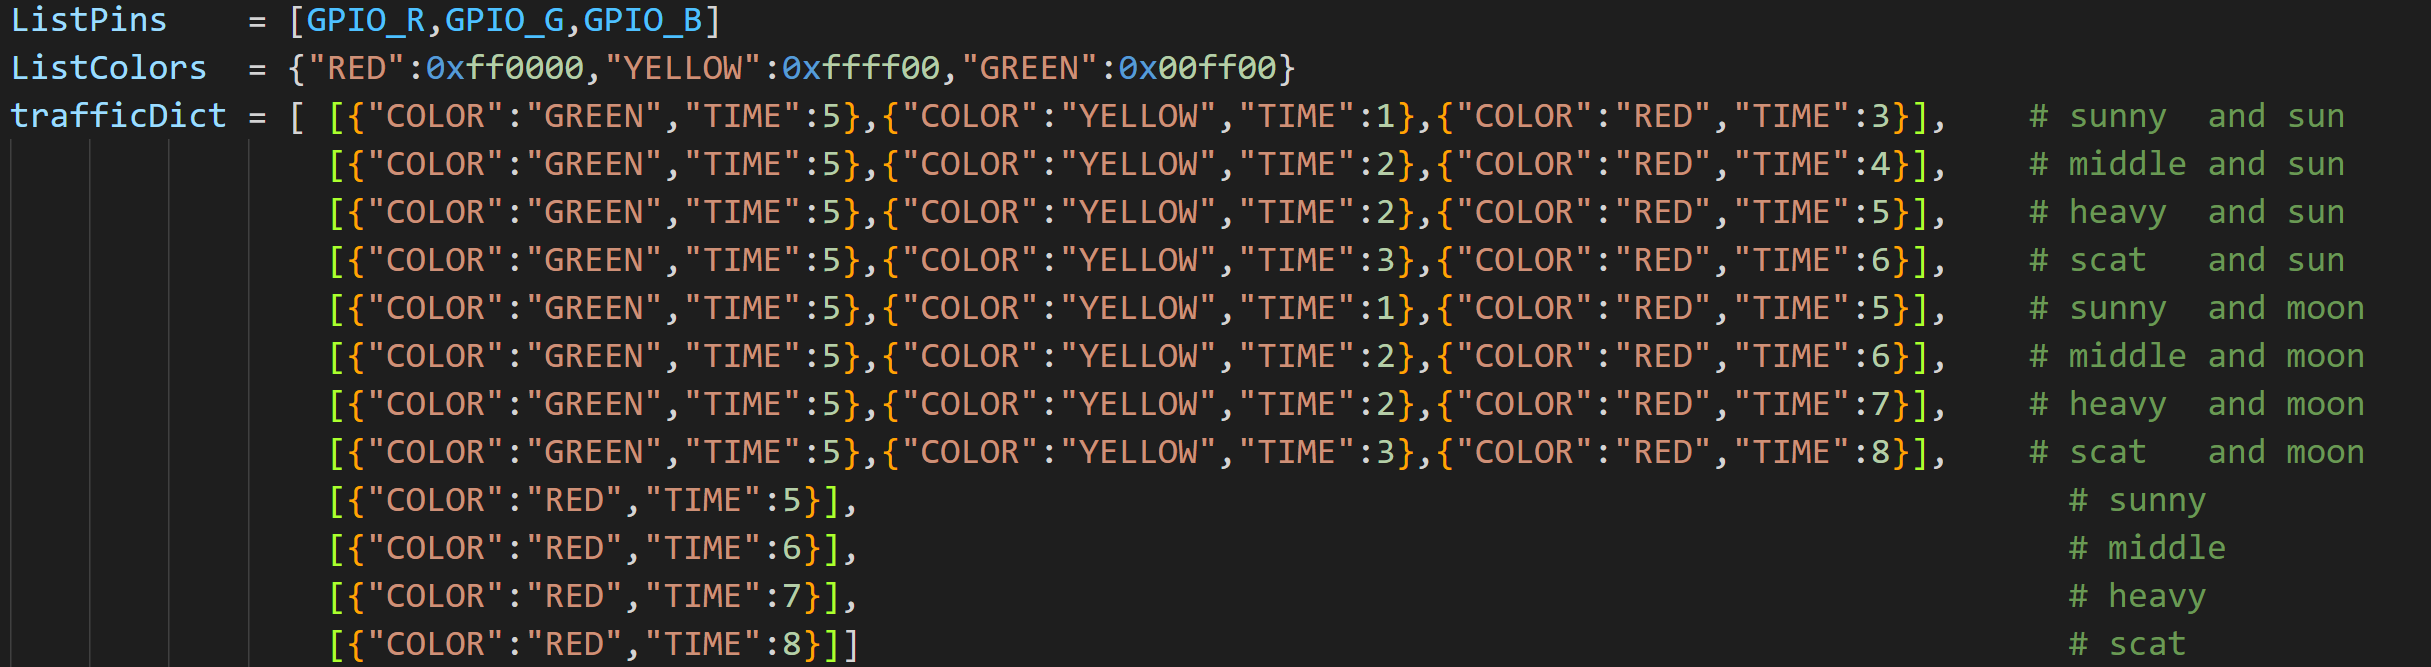 ListPins    = [GPIO_R,GPIO_G,GPIO_B]
ListColors  = {"RED":0xff0000,"YELLOW":0xffff00,"GREEN":0x00ff00}
trafficDict = [ [{"COLOR":"GREEN","TIME":5},{"COLOR":"YELLOW","TIME":1},{"COLOR":"RED","TIME":3}],    # sunny  and sun
                [{"COLOR":"GREEN","TIME":5},{"COLOR":"YELLOW","TIME":2},{"COLOR":"RED","TIME":4}],    # middle and sun
                [{"COLOR":"GREEN","TIME":5},{"COLOR":"YELLOW","TIME":2},{"COLOR":"RED","TIME":5}],    # heavy  and sun
                [{"COLOR":"GREEN","TIME":5},{"COLOR":"YELLOW","TIME":3},{"COLOR":"RED","TIME":6}],    # scat   and sun
                [{"COLOR":"GREEN","TIME":5},{"COLOR":"YELLOW","TIME":1},{"COLOR":"RED","TIME":5}],    # sunny  and moon
                [{"COLOR":"GREEN","TIME":5},{"COLOR":"YELLOW","TIME":2},{"COLOR":"RED","TIME":6}],    # middle and moon
                [{"COLOR":"GREEN","TIME":5},{"COLOR":"YELLOW","TIME":2},{"COLOR":"RED","TIME":7}],    # heavy  and moon
                [{"COLOR":"GREEN","TIME":5},{"COLOR":"YELLOW","TIME":3},{"COLOR":"RED","TIME":8}],    # scat   and moon
                [{"COLOR":"RED","TIME":5}],                                                             # sunny
                [{"COLOR":"RED","TIME":6}],                                                             # middle
                [{"COLOR":"RED","TIME":7}],                                                             # heavy
                [{"COLOR":"RED","TIME":8}]]                                                             # scat